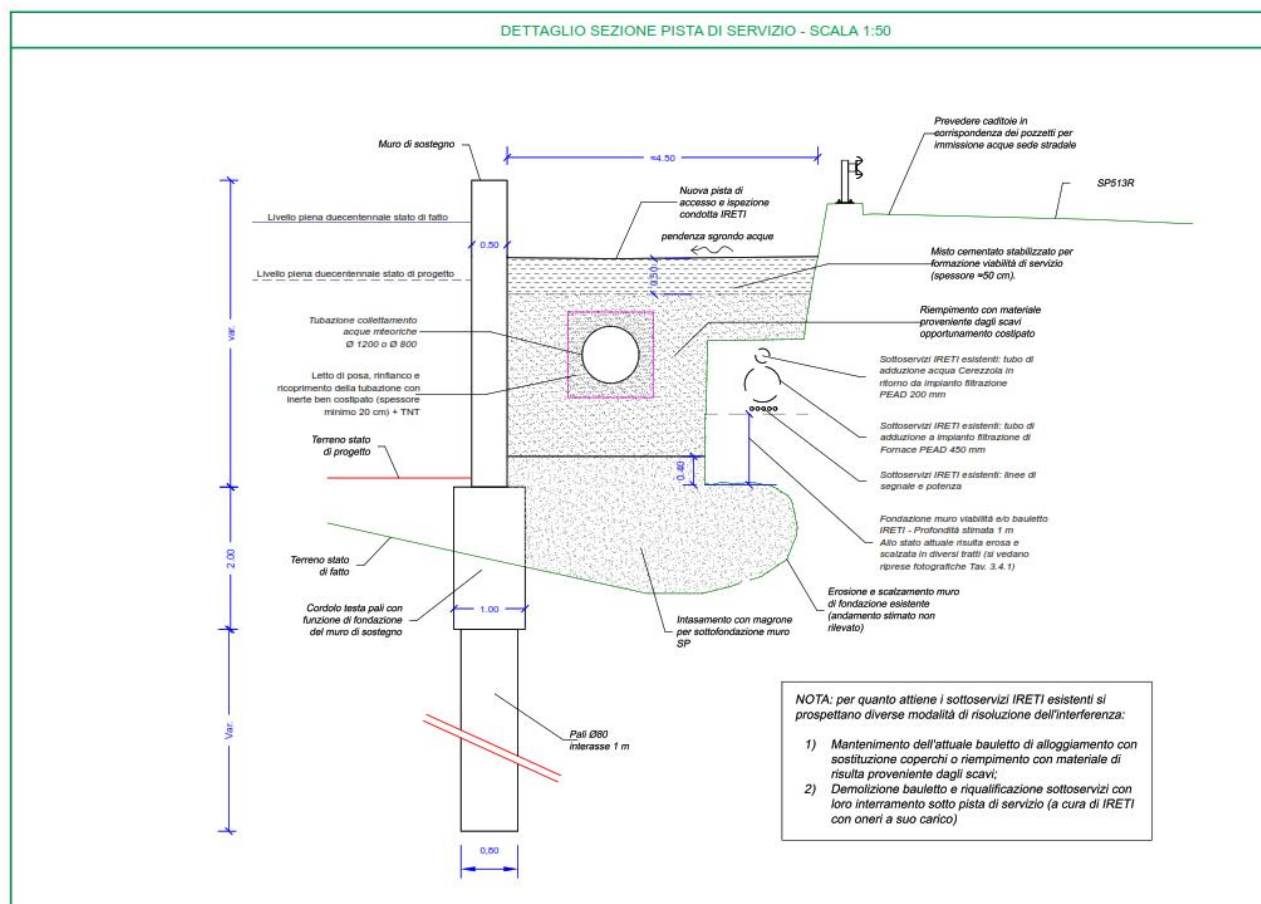 DETTAGLIO SEZIONE PISTA DI SERVIZIO - SCALA 1:50
Prevedere caditoie in
corrispondenza dei pozzetti per
immissione acque sede stradale
Muro di sostegno
≈4.50
SP513R
Nuova pista di
accesso e ispezione
condotta IRETI
Livello piena duecentennale stato di fatto
pendenza sgrondo acque
0.50
Misto cementato stabilizzato per
formazione viabilità di servizio
(spessore ≈50 cm).
Livello piena duecentennale stato di progetto
0.50
Riempimento con materiale
proveniente dagli scavi
opportunamento costipato
Tubazione collettamento
acque mteoriche
Ø 1200 o Ø 800
var.
Sottoservizi IRETI esistenti: tubo di
adduzione acqua Cerezzola in
ritorno da impianto filtrazione
PEAD 200 mm
Letto di posa, rinfianco e
ricoprimento della tubazione con
inerte ben costipato (spessore
minimo 20 cm) + TNT
Sottoservizi IRETI esistenti: tubo di
adduzione a impianto filtrazione di
Fornace PEAD 450 mm
Terreno stato
di progetto
0.40
Sottoservizi IRETI esistenti: linee di
segnale e potenza
Fondazione muro viabilità e/o bauletto
IRETI - Profondità stimata 1 m
Allo stato attuale risulta erosa e
scalzata in diversi tratti (si vedano
riprese fotografiche Tav. 3.4.1)
2.00
Terreno stato
di fatto
Erosione e scalzamento muro
di fondazione esistente
(andamento stimato non
rilevato)
Cordolo testa pali con
funzione di fondazione
del muro di sostegno
1.00
Intasamento con magrone
per sottofondazione muro
SP
Var.
Pali Ø80
interasse 1 m
0,80
NOTA: per quanto attiene i sottoservizi IRETI esistenti si
prospettano diverse modalità di risoluzione dell'interferenza:
1) Mantenimento dell'attuale bauletto di alloggiamento con
sostituzione coperchi o riempimento con materiale di
risulta proveniente dagli scavi;
2) Demolizione bauletto e riqualificazione sottoservizi con
loro interramento sotto pista di servizio (a cura di IRETI
con oneri a suo carico)